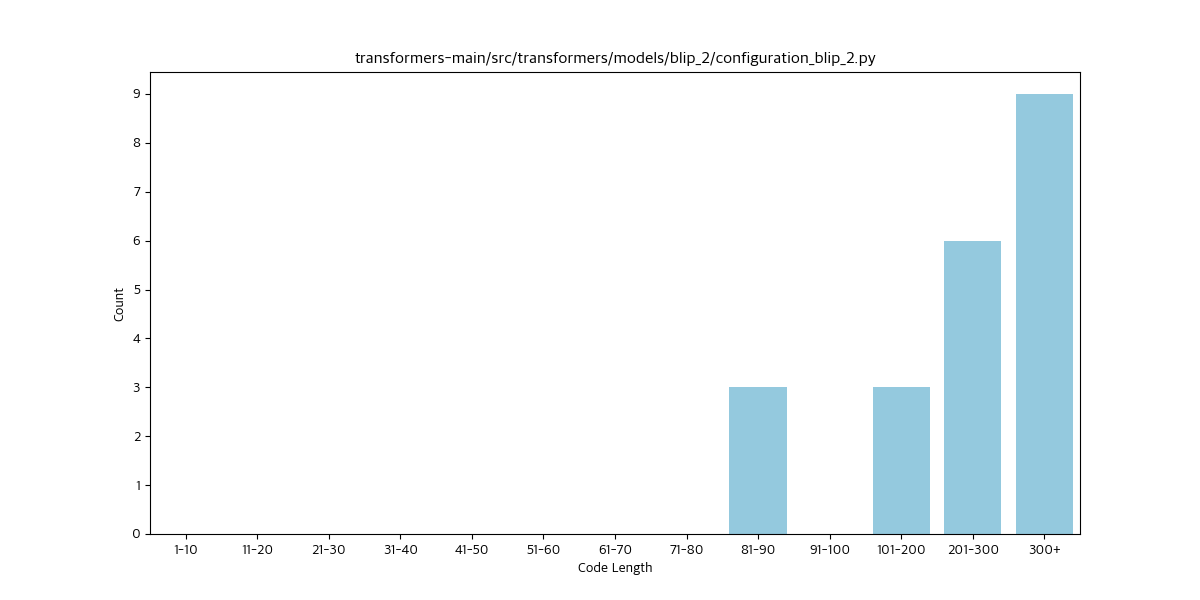 transformers-main/src/transformers/models/blip_2/configuration_blip_2.py
9
8
7
6
5
4
3
2
1
0
Count
1-10 11-20 21-30 31-40 41-50 51-60 61-70 71-80 81-90 91-100 101-200 201-300 300+
Code Length